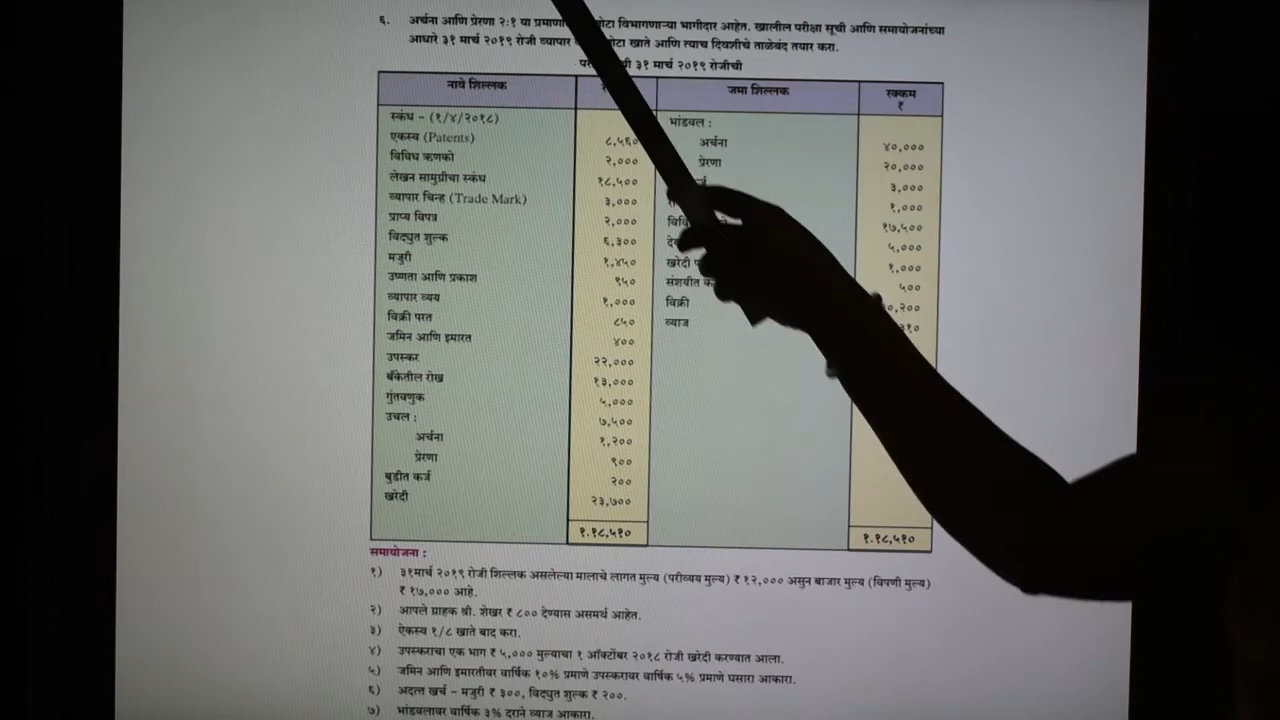 ६. अर्चना आणि प्रेरणा २:१ या प्रमाणा ोटा विभागणाऱ्या भागीदार आहेत. खालील परीक्षा सूची आणि समायोजनांच्या
आधारे ३१ मार्च २०१९ रोजी व्यापार ोटा खाते आणि त्याच दिवशीचे ताळेबंद तयार करा.
३१ मार्च २०१९ रोजीची
नावे शिल्लक जमा शिल्लक रक्कम
₹
स्कंध - (१/४/२०१८) भांडवल :
एकस्व (Patents) ८,५६० अर्चना ४०,०००
विविध ऋणको २,००० प्रेरणा २०,०००
लेखन सामुग्रीचा स्कंध १८,५०० ३,०००
व्यापार चिन्ह (Trade Mark) ३,००० १,०००
प्राप्य विपत्र २,००० १७,५००
विद्युत शुल्क ६,३०० ५,०००
मजुरी १,४५० खरेदी १,०००
उष्णता आणि प्रकाश ९५० संशयीत ५००
व्यापार व्यय १,००० विक्री ०,२००
विक्री परत ८५० व्याज ३१०
जमिन आणि इमारत ४००
उपस्कर २२,०००
बँकेतील रोख १३,०००
गुंतवणुक ५,०००
उचल : ७,५००
अर्चना १,२००
प्रेरणा ९००
बुडीत कर्ज २००
खरेदी २३,७००
१.१८,५१० १.१८,५१०
समायोजना :
१) ३१मार्च २०१९ रोजी शिल्लक असलेल्या मालाचे लागत मुल्य (परीव्यय मुल्य) ₹ १२,००० असुन बाजार मुल्य (विपणी मुल्य)
₹ १७,००० आहे.
२) आपले ग्राहक श्री. शेखर ₹ ८०० देण्यास असमर्थ आहेत.
३) ऐकस्व १/८ खाते बाद करा.
४) उपस्कराचा एक भाग ₹ ५,००० मुल्याचा १ ऑक्टोंबर २०१८ रोजी खरेदी करण्यात आला.
५) जमिन आणि इमारतीवर वार्षिक १०% प्रमाणे उपस्करावर वार्षिक ५% प्रमाणे घसारा आकारा.
६) अदत्त खर्च - मजुरी ₹ ३००, विद्युत शुल्क ₹ २००.
७) भांडवलावर वार्षिक ३% दराने व्याज आकारा.